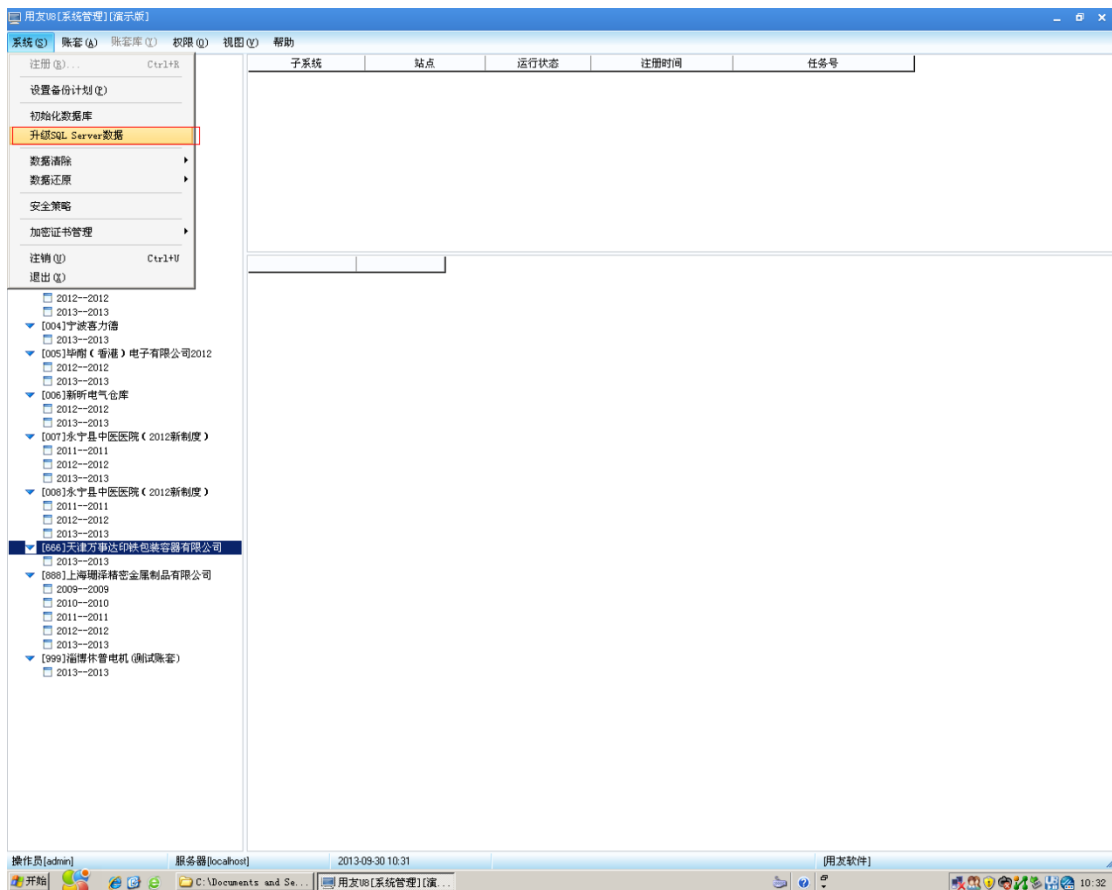 用友U8[系统管理][演示版]
系统(S) 账套(A) 账套库(Y) 权限(O) 视图(V) 帮助
注册(R)... Ctrl+R
设置备份计划(P)
初始化数据库
升级SQL Server数据
数据清除
数据还原
安全策略
加密证书管理
注销(U) Ctrl+U
退出(X)
子系统 站点 运行状态 注册时间 任务号
2012--2012
2013--2013
[004]宁波喜力德
2013--2013
[005]毕酣(香港)电子有限公司2012
2012--2012
2013--2013
[006]新昕电气仓库
2012--2012
2013--2013
[007]永宁县中医医院(2012新制度)
2011--2011
2012--2012
2013--2013
[008]永宁县中医医院(2012新制度)
2011--2011
2012--2012
2013--2013
[666]天津万事达印铁包装容器有限公司
2013--2013
[888]上海珊泽精密金属制品有限公司
2009--2009
2010--2010
2011--2011
2012--2012
2013--2013
[999]淄博休普电机(测试账套)
2013--2013
操作员[admin] 服务器[localhost] 2013-09-30 10:31 [用友软件]
开始 C:\Documents and Se... 用友U8[系统管理][演... 10:32